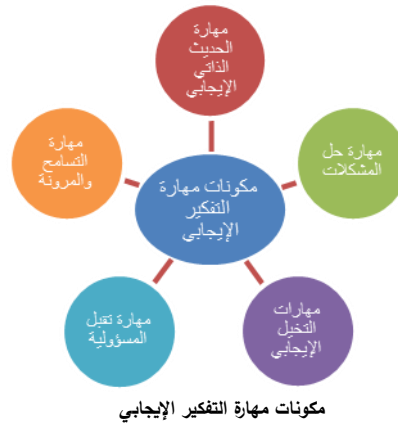 مهارة
الحديث
الذاتي
الإيجابي
مهارة حل
المشكلات
مهارات
التخيل
الإيجابي
مهارة تقبل
المسؤولية
مهارة
التسامح
والمرونة
مكونات مهارة
التفكير
الإيجابي
مكونات مهارة التفكير الإيجابي